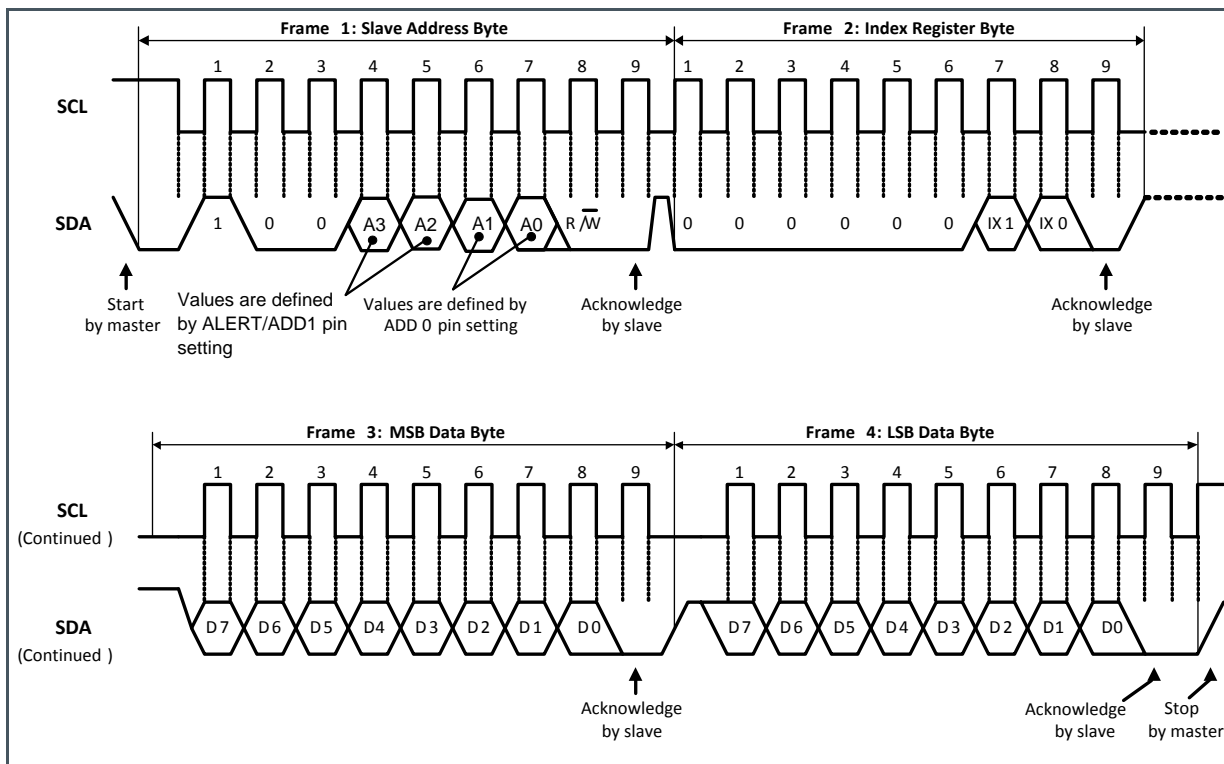 Frame 1: Slave Address Byte
Frame 2: Index Register Byte
1 2 3 4 5 6 7 8 9 1 2 3 4 5 6 7 8 9
SCL
SDA
1 0 0 A3 A2 A1 A0 R/W 0 0 0 0 0 0 IX 1 IX 0
Start
by master
Values are defined
by ALERT/ADD1 pin
setting
Values are defined by
ADD 0 pin setting
Acknowledge
by slave
Acknowledge
by slave
Frame 3: MSB Data Byte
Frame 4: LSB Data Byte
1 2 3 4 5 6 7 8 9 1 2 3 4 5 6 7 8 9
SCL
(Continued )
SDA
(Continued )
D7 D6 D5 D4 D3 D2 D1 D0 D7 D6 D5 D4 D3 D2 D1 D0
Acknowledge
by slave
Acknowledge
by slave
Stop
by master